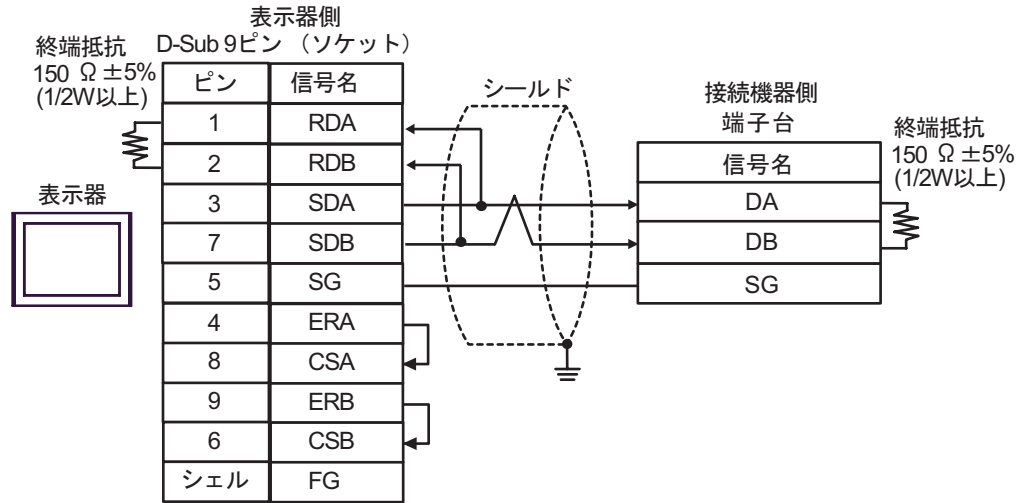 表示器側
D-Sub 9ピン （ソケット）
終端抵抗
150 Ω ±5%
(1/2W以上)
ピン 信号名
1 RDA
2 RDB
3 SDA
7 SDB
5 SG
4 ERA
8 CSA
9 ERB
6 CSB
シェル FG
表示器
シールド
接続機器側
端子台
信号名
DA
DB
SG
終端抵抗
150 Ω ±5%
(1/2W以上)